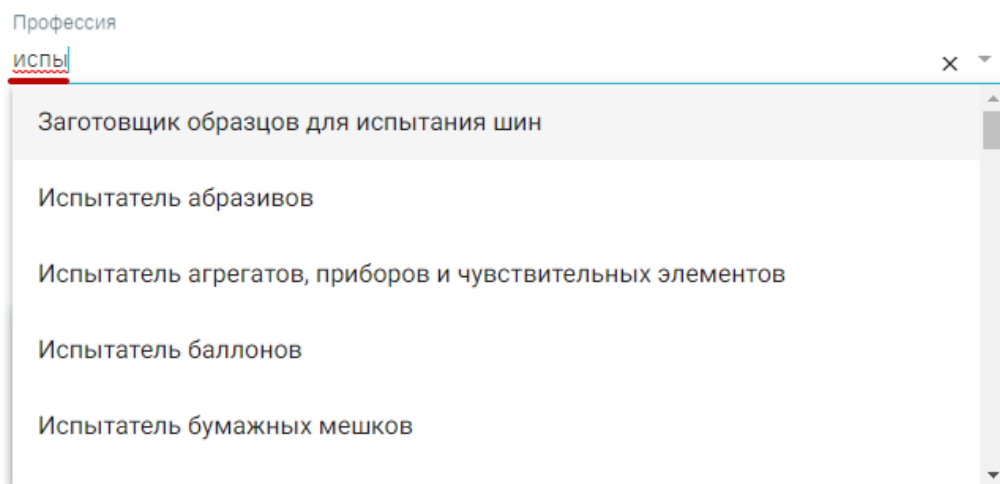 Профессия
испы
Заготовщик образцов для испытания шин
Испытатель абразивов
Испытатель агрегатов, приборов и чувствительных элементов
Испытатель баллонов
Испытатель бумажных мешков